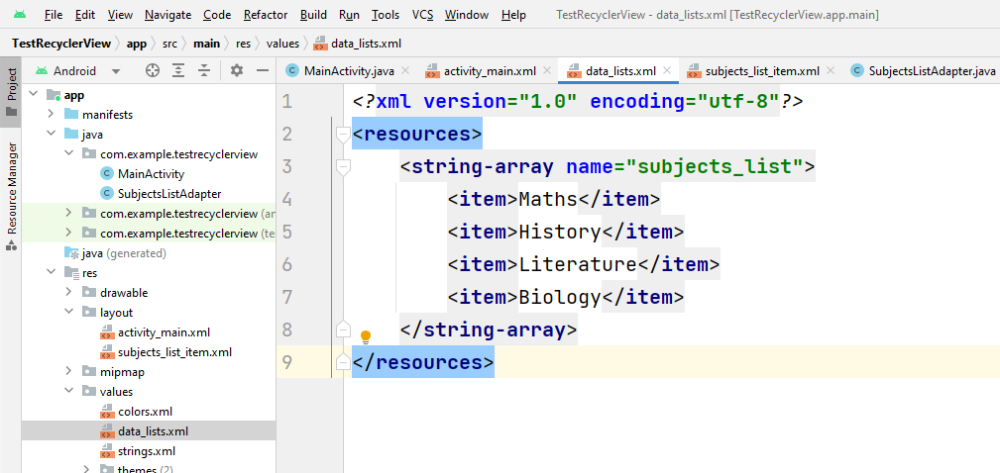 File Edit View Navigate Code Refactor Build Run Tools VCS Window Help TestRecyclerView - data_lists.xml [TestRecyclerView.app.main]
TestRecyclerView app src main res values data_lists.xml
Project
Resource Manager
Android
MainActivity.java activity_main.xml data_lists.xml subjects_list_item.xml SubjectsListAdapter.java
app
manifests
java
com.example.testrecyclerview
MainActivity
SubjectsListAdapter
com.example.testrecyclerview (an
com.example.testrecyclerview (te
java (generated)
res
drawable
layout
activity_main.xml
subjects_list_item.xml
mipmap
values
colors.xml
data_lists.xml
strings.xml
themes (2)
1 <?xml version="1.0" encoding="utf-8"?>
2 <resources>
3 <string-array name="subjects_list">
4 <item>Maths</item>
5 <item>History</item>
6 <item>Literature</item>
7 <item>Biology</item>
8 </string-array>
9 </resources>